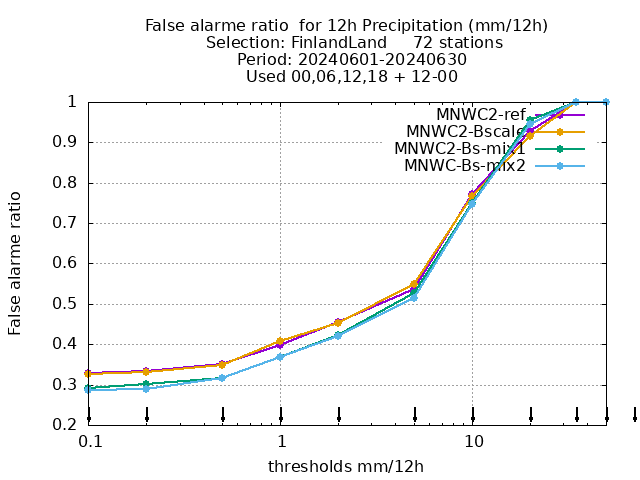 False alarme ratio  for 12h Precipitation (mm/12h)
Selection: FinlandLand     72 stations
Period: 20240601-20240630
Used 00,06,12,18 + 12-00
MNWC2-ref
MNWC2-Bscale
MNWC2-Bs-mix1
MNWC-Bs-mix2
1
0.9
0.8
0.7
0.6
0.5
0.4
0.3
0.2
False alarme ratio
0.1
1
10
thresholds mm/12h